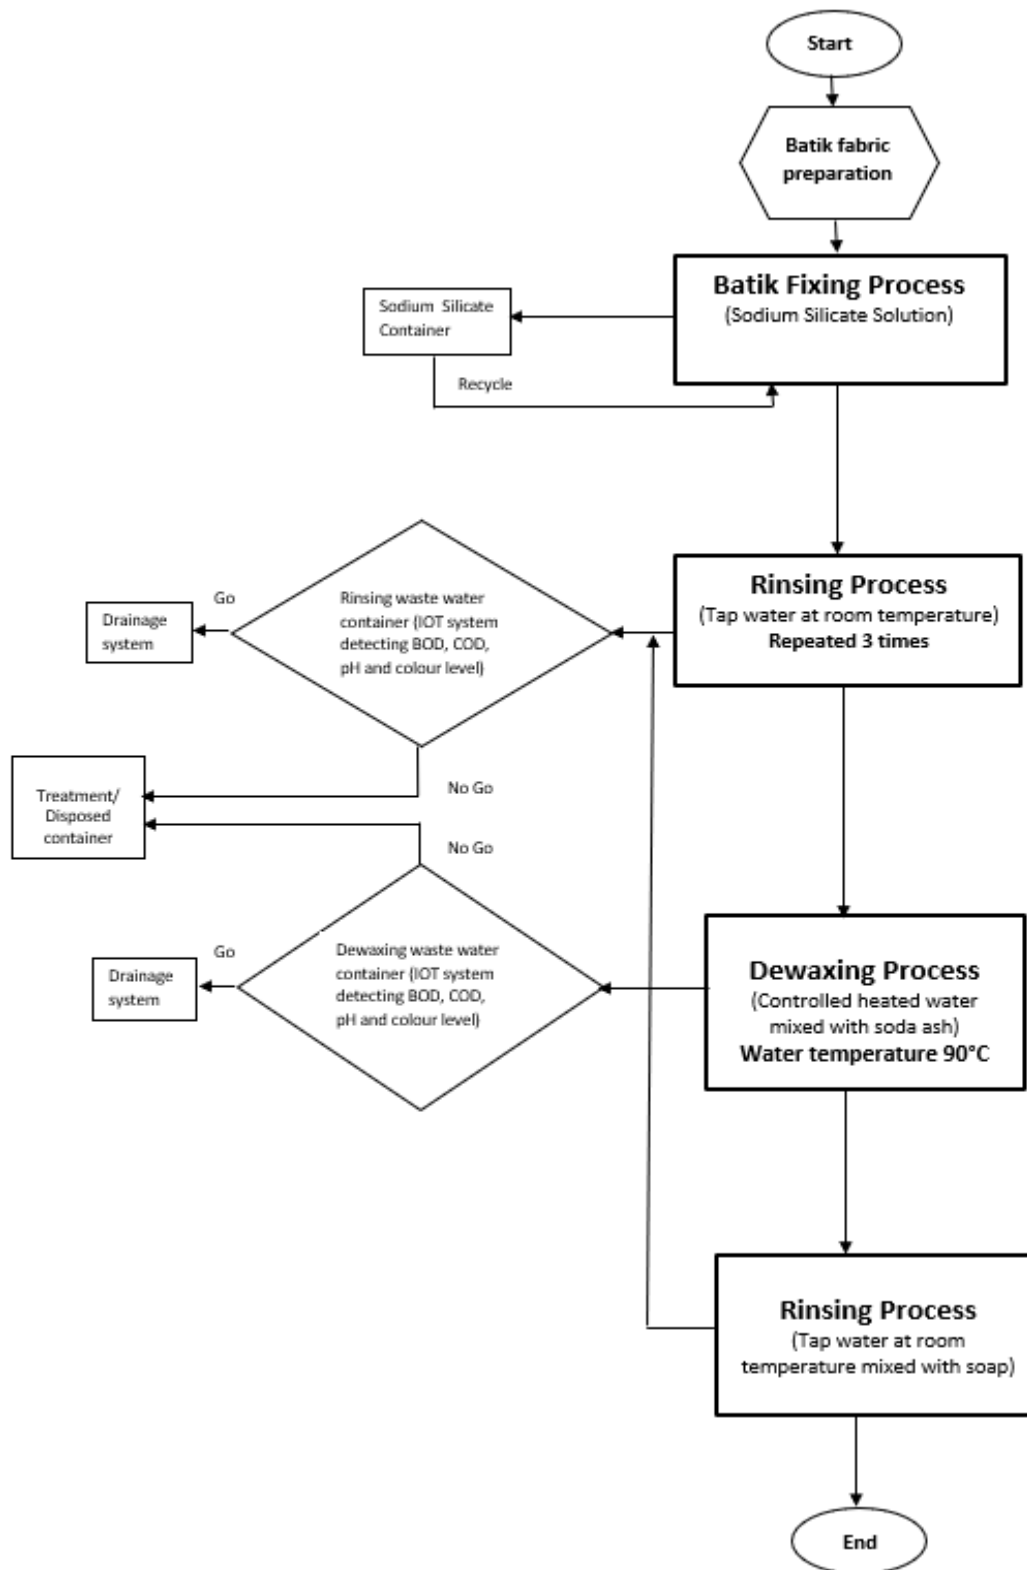 Start
Batik fabric
preparation
Batik Fixing Process
(Sodium Silicate Solution)
Sodium Silicate
Container
Recycle
Rinsing Process
(Tap water at room temperature)
Repeated 3 times
Rinsing waste water
container (IOT system
detecting BOD, COD,
pH and colour level)
Go
Drainage
system
No Go
Treatment/
Disposed
container
No Go
Dewaxing Process
(Controlled heated water
mixed with soda ash)
Water temperature 90°C
Dewaxing waste water
container (IOT system
detecting BOD, COD,
pH and colour level)
Go
Drainage
system
Rinsing Process
(Tap water at room
temperature mixed with soap)
End